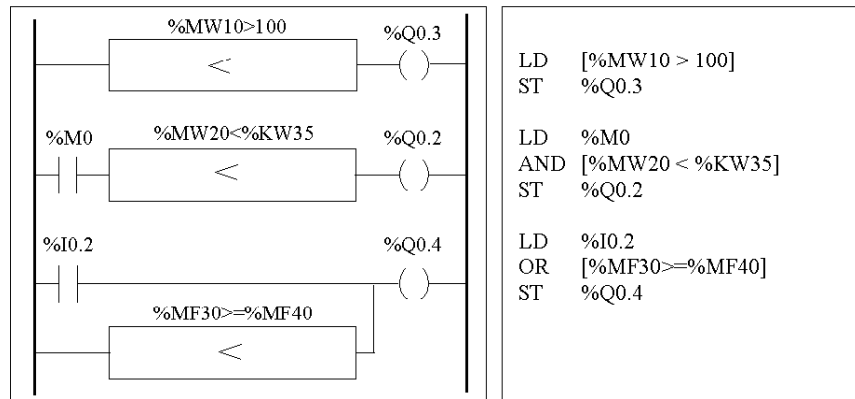 %MW10>100
%Q0.3
<
%M0
%MW20<%KW35
%Q0.2
<
%I0.2
%Q0.4
%MF30>=%MF40
<
LD [%MW10 > 100]
ST %Q0.3
LD %M0
AND [%MW20 < %KW35]
ST %Q0.2
LD %I0.2
OR [%MF30>=%MF40]
ST %Q0.4